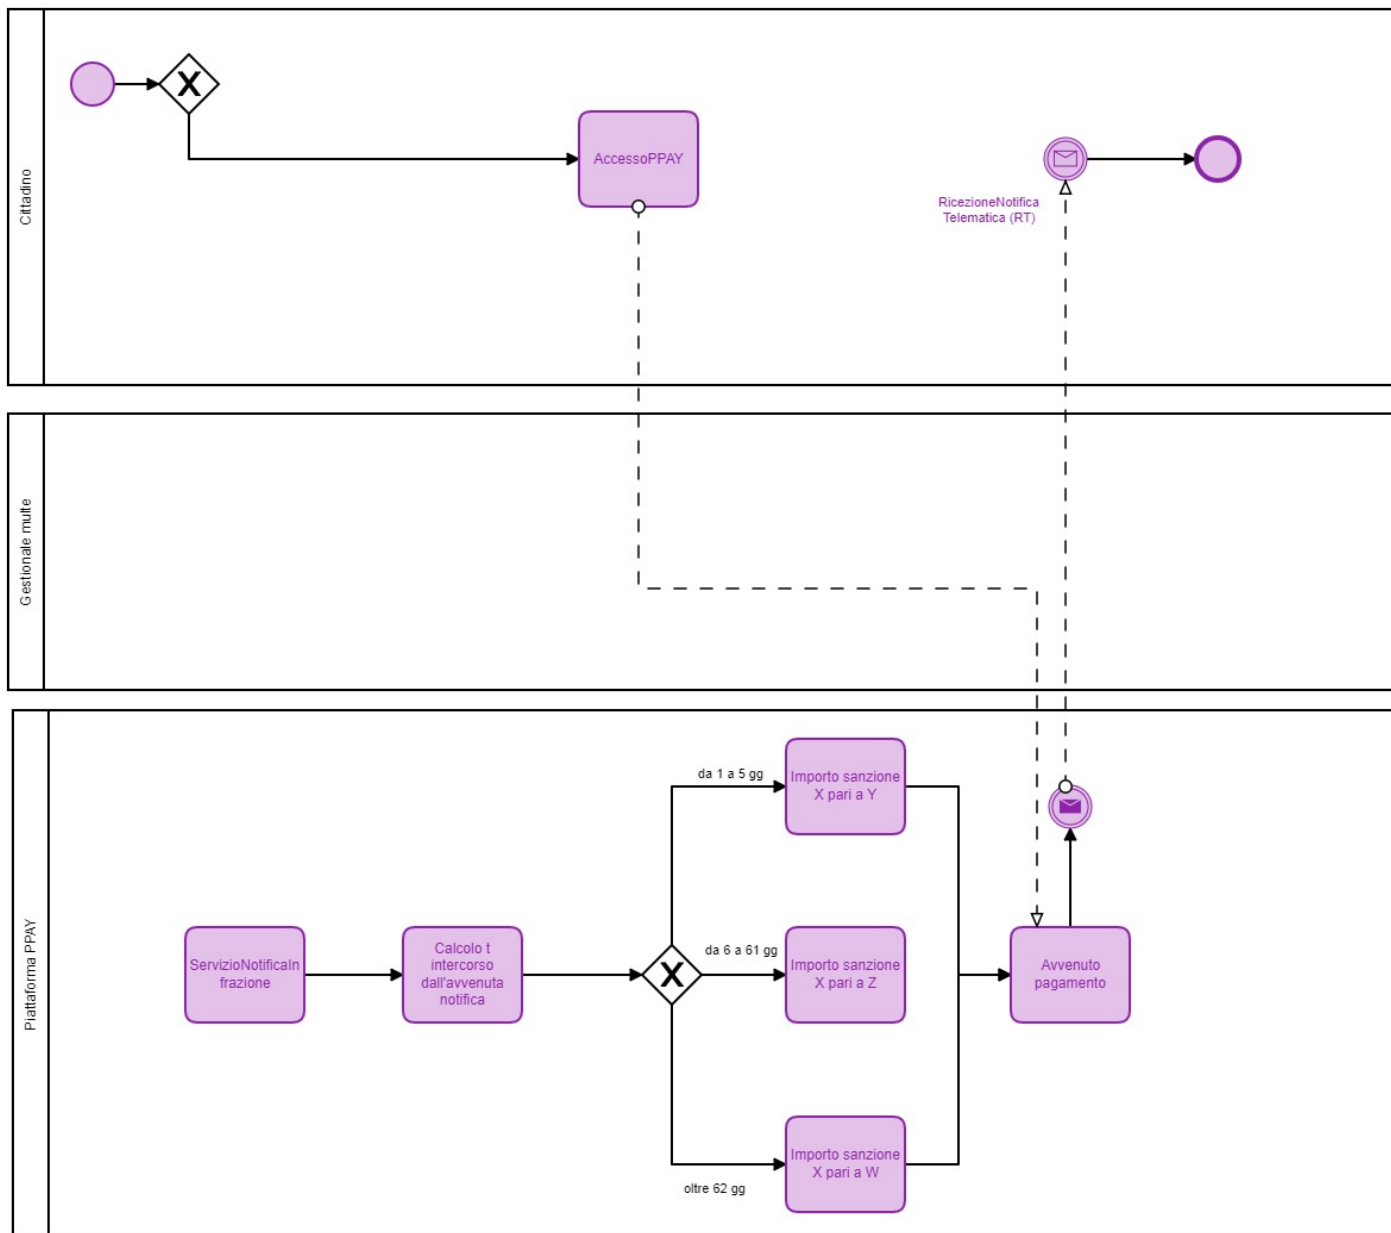 Cittadino
AccessoPPAY
RicezioneNotifica
Telematica (RT)
Gestionale multe
Piattaforma PPAY
ServizioNotificaIn
frazione
Calcolo t
intercorso
dall'avvenuta
notifica
da 1 a 5 gg
Importo sanzione
X pari a Y
da 6 a 61 gg
Importo sanzione
X pari a Z
oltre 62 gg
Importo sanzione
X pari a W
Avvenuto
pagamento